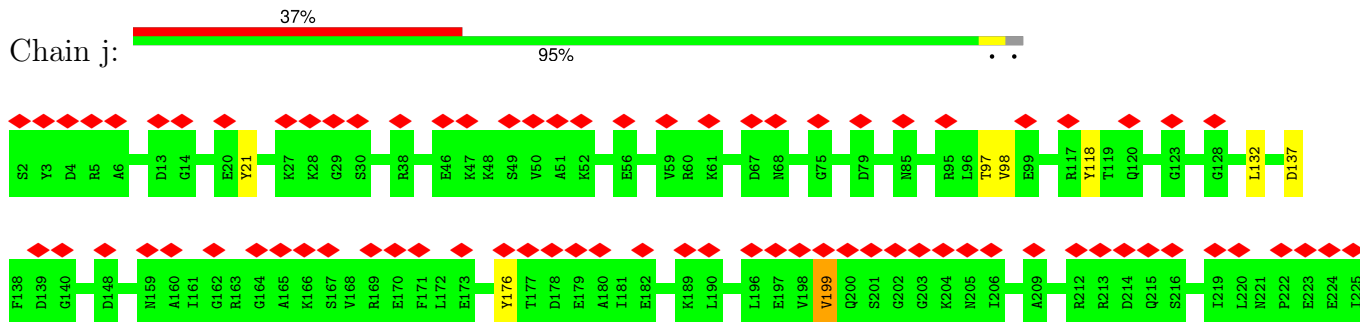 37%
Chain j:
95%
S2 Y3 D4 R5 A6 D13 G14 E20 Y21 K27 K28 G29 S30 R38 E46 K47 K48 S49 V50 A51 K52 E56 V59 R60 K61 D67 N68 G75 D79 N85 R95 L96 T97 V98 E99 R117 Y118 T119 Q120 G123 G128 L132 D137
F138 D139 G140 D148 N159 A160 I161 G162 R163 G164 A165 K166 S167 V168 R169 E170 F171 L172 E173 Y176 T177 D178 E179 A180 I181 E182 K189 L190 L196 E197 V198 V199 Q200 S201 G202 G203 K204 N205 I206 A209 R212 R213 D214 Q215 S216 I219 L220 N221 P222 E223 E224 I225